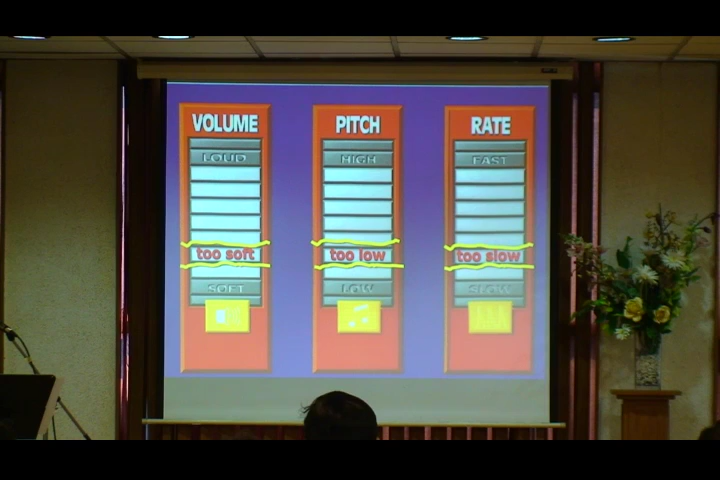 VOLUME
LOUD
too soft
SOFT
PITCH
HIGH
too low
LOW
RATE
FAST
too slow
SLOW